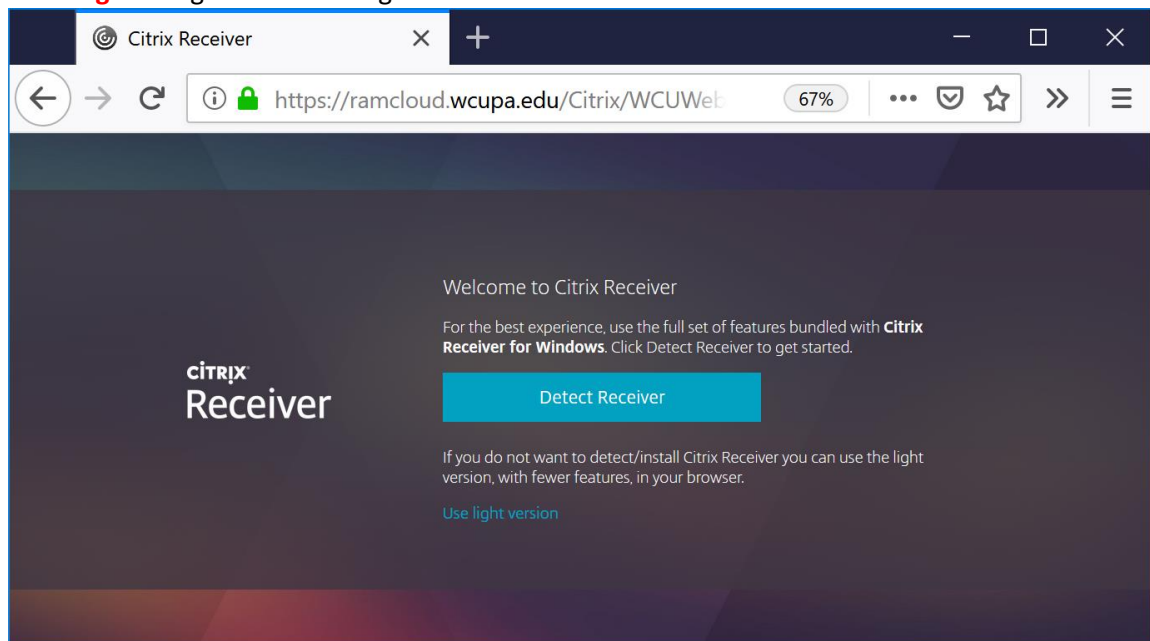 Citrix Receiver
https://ramcloud.wcupa.edu/Citrix/WCUWeb
67%
Welcome to Citrix Receiver
For the best experience, use the full set of features bundled with Citrix
Receiver for Windows. Click Detect Receiver to get started.
CİTRIX
Receiver
Detect Receiver
If you do not want to detect/install Citrix Receiver you can use the light
version, with fewer features, in your browser.
Use light version